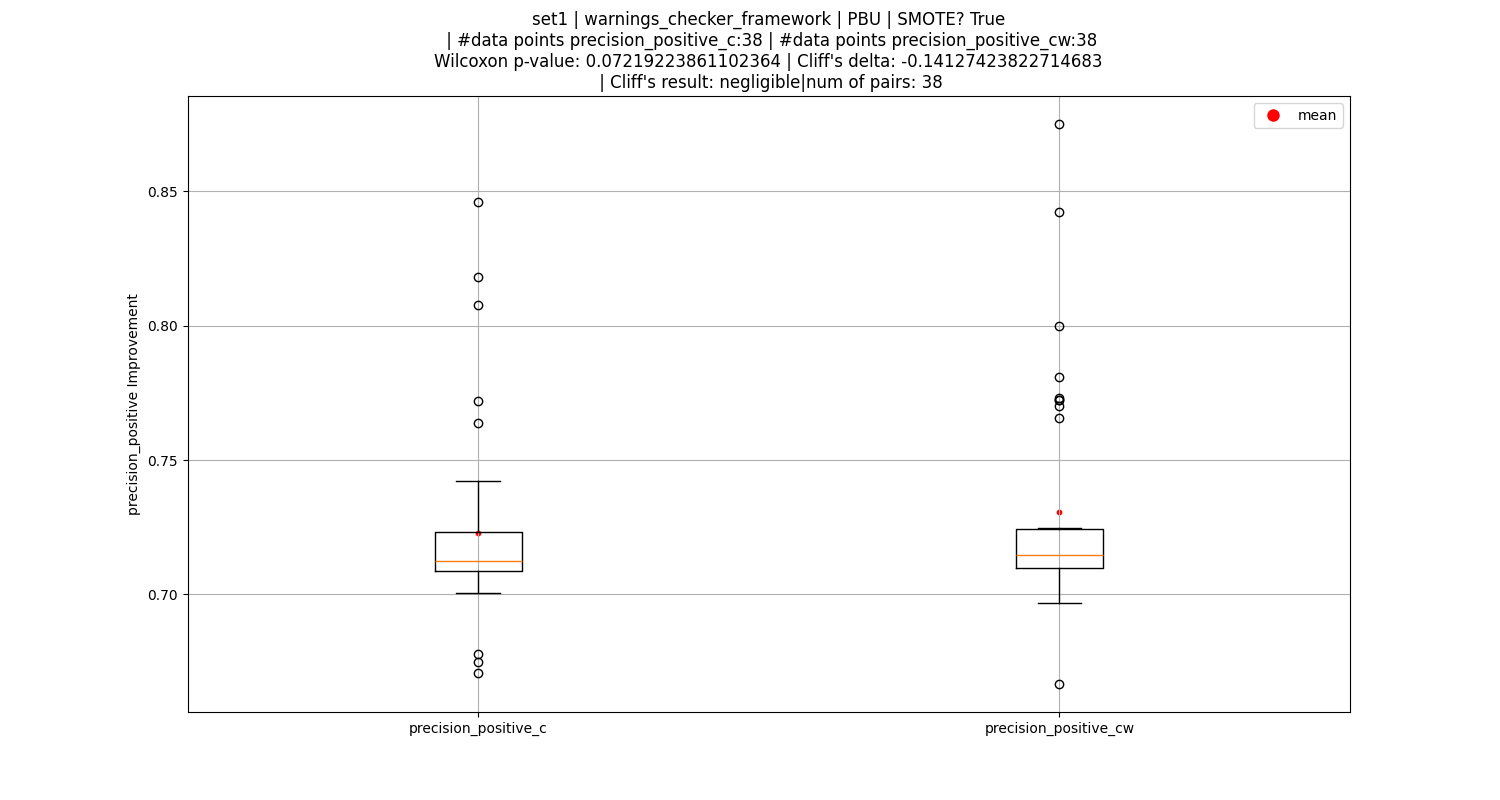 set1 | warnings_checker_framework | PBU | SMOTE? True
| #data points precision_positive_c:38 | #data points precision_positive_cw:38
Wilcoxon p-value: 0.07219223861102364 | Cliff's delta: -0.14127423822714683
| Cliff's result: negligible|num of pairs: 38
mean
0.85
0.80
0.75
0.70
precision_positive Improvement
precision_positive_c
precision_positive_cw